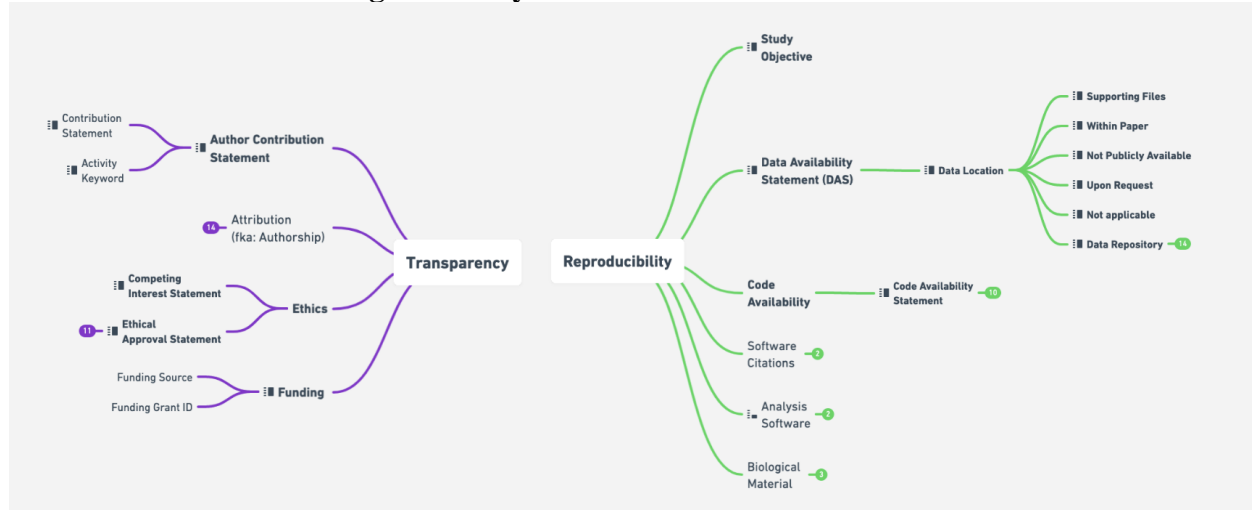 Contribution
Statement
Activity
Keyword
Author Contribution
Statement
14
Attribution
(fka: Authorship)
Competing
Interest Statement
11
Ethical
Approval Statement
Ethics
Funding Source
Funding Grant ID
Funding
Transparency
Reproducibility
Study
Objective
Data Availability
Statement (DAS)
Data Location
Supporting Files
Within Paper
Not Publicly Available
Upon Request
Not applicable
Data Repository
14
Code
Availability
Code Availability
Statement
10
Software
Citations
2
Analysis
Software
2
Biological
Material
3